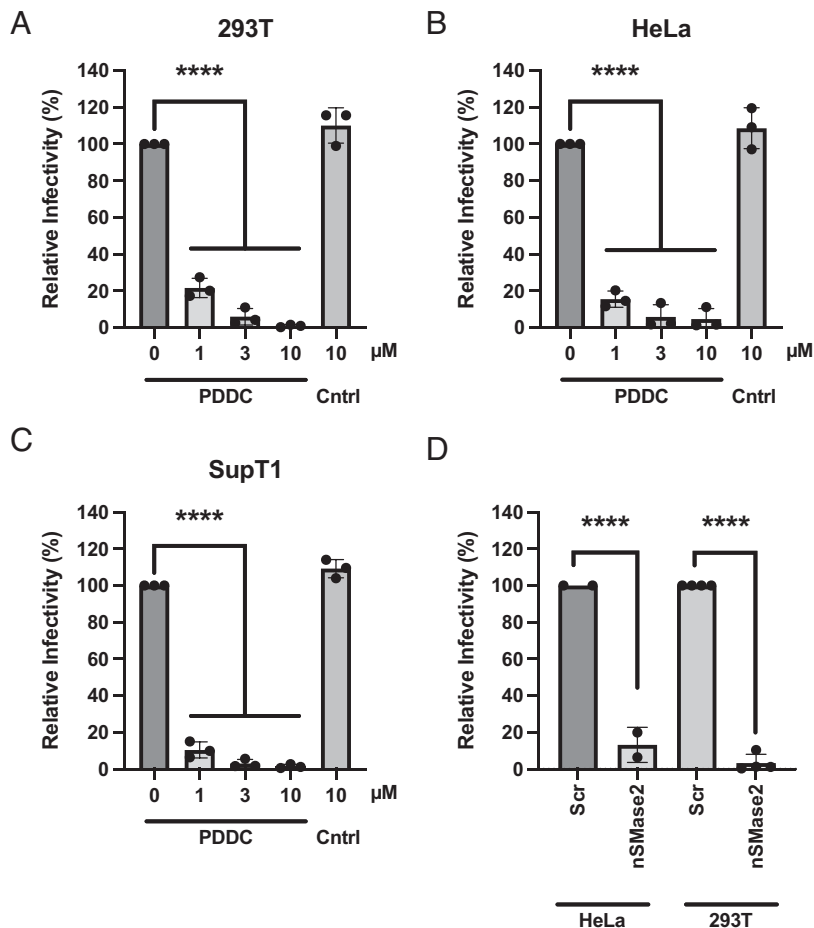 A
293T
Relative Infectivity (%)
140
120
100
80
60
40
20
0
****
0 1 3 10 10 µM
PDDC Cntrl
B
HeLa
Relative Infectivity (%)
140
120
100
80
60
40
20
0
****
0 1 3 10 10 µM
PDDC Cntrl
C
SupT1
Relative Infectivity (%)
140
120
100
80
60
40
20
0
****
0 1 3 10 10 µM
PDDC Cntrl
D
Relative Infectivity (%)
140
120
100
80
60
40
20
0
**** ****
Scr nSMase2 Scr nSMase2
HeLa 293T